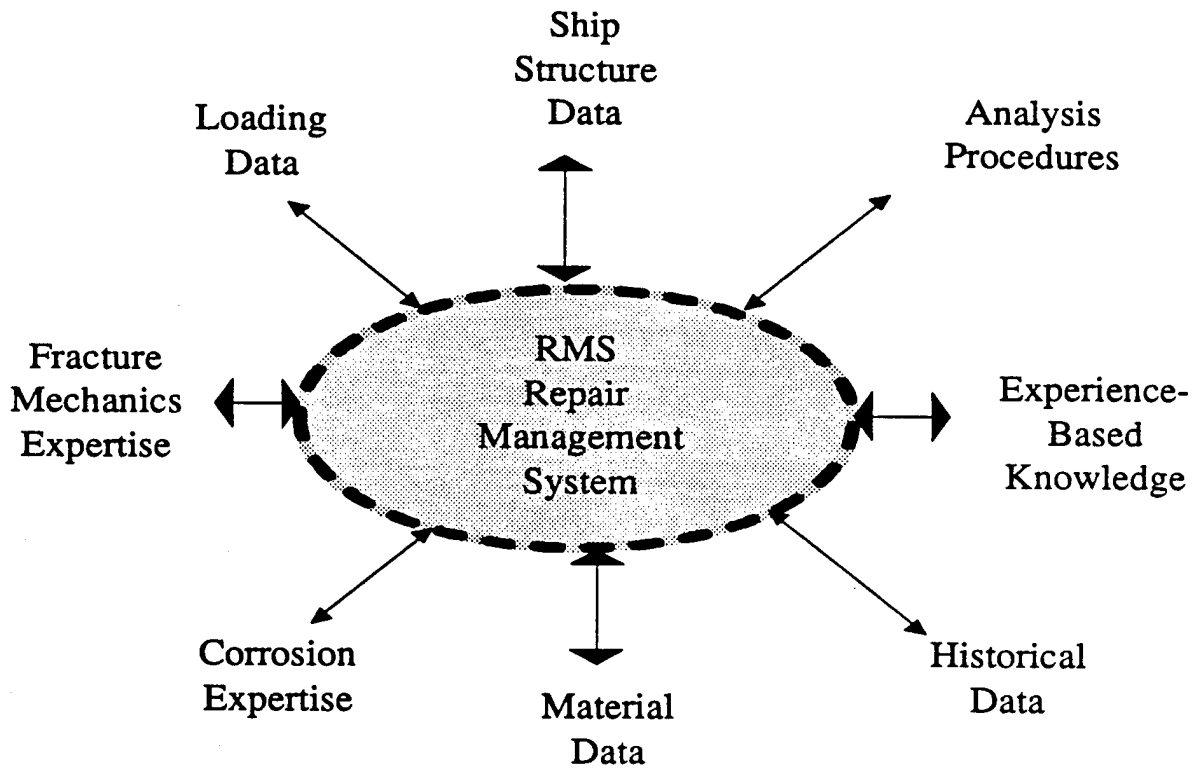 Ship
Structure
Data
Loading
Data
Analysis
Procedures
Fracture
Mechanics
Expertise
RMS
Repair
Management
System
Experience-
Based
Knowledge
Corrosion
Expertise
Material
Data
Historical
Data